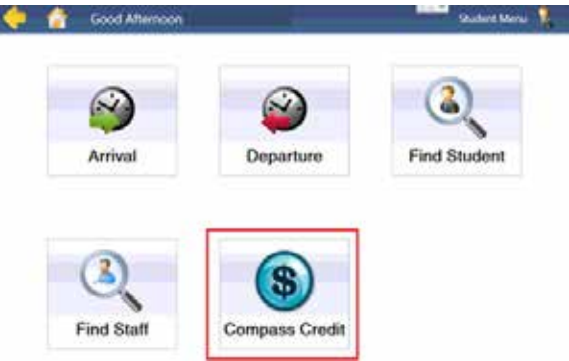 Good Afternoon
Student Menu
Arrival
Departure
Find Student
Find Staff
Compass Credit
$